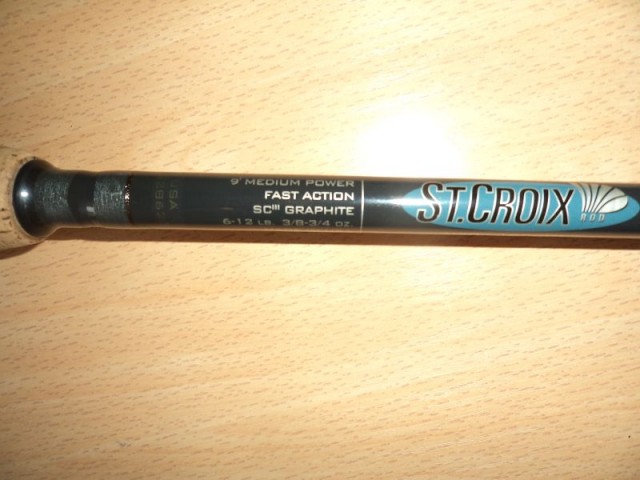 9' MEDIUM POWER
FAST ACTION
SCIII GRAPHITE
6-12 LB. 3/8-3/4 OZ.
ST.CROIX
ROD